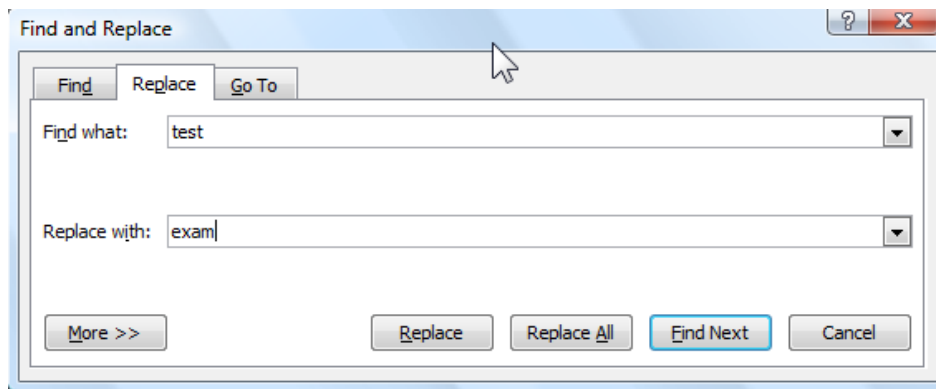 Find and Replace
Find Replace Go To
Find what: test
Replace with: exam
More >> Replace Replace All Find Next Cancel